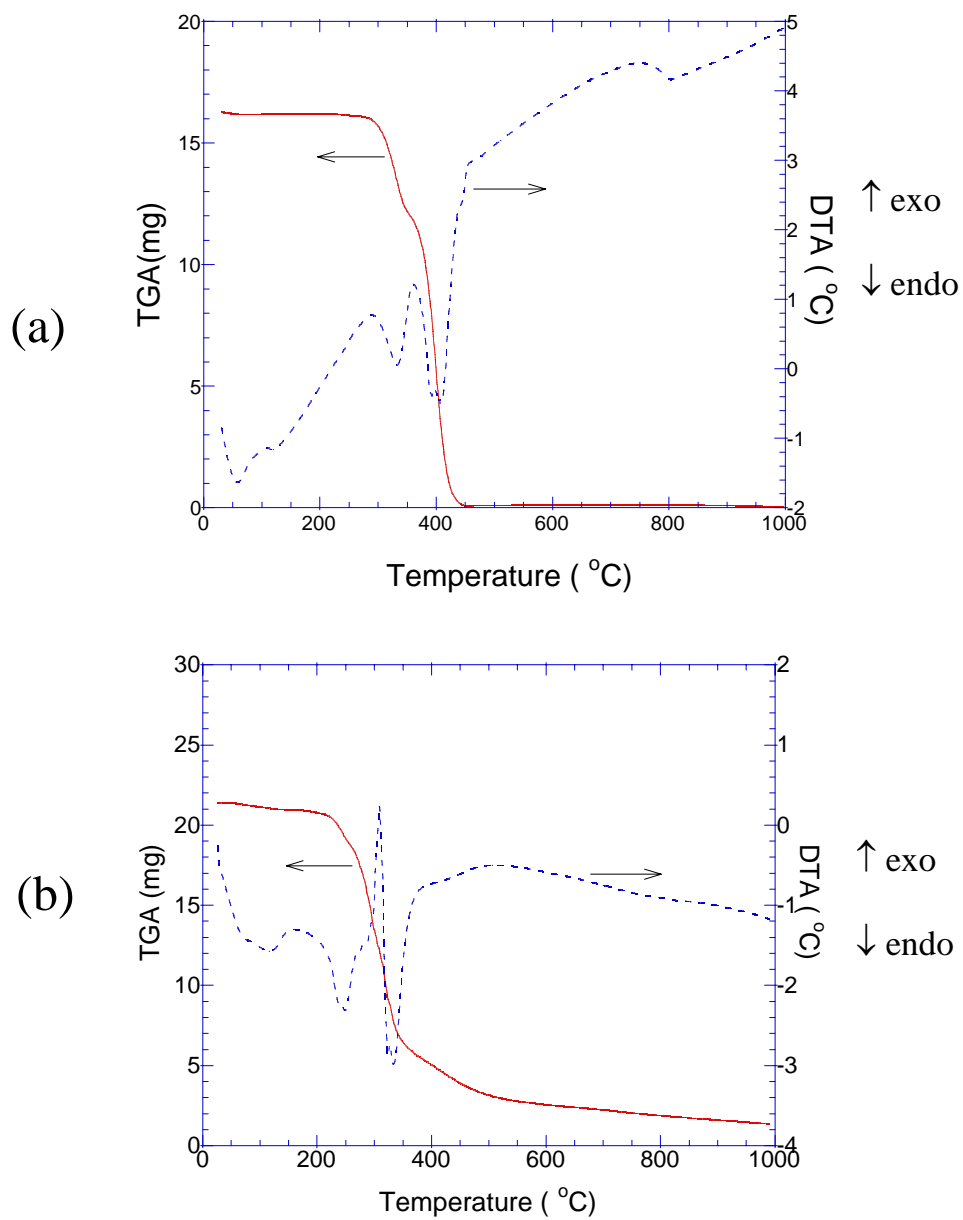 (a)
20
15
10
5
0
TGA(mg)
5
4
3
2
1
0
-1
-2
DTA ( °C)
↑ exo
↓ endo
0 200 400 600 800 1000
Temperature ( °C)
(b)
30
25
20
15
10
5
0
TGA (mg)
2
1
0
-1
-2
-3
-4
DTA ( °C)
↑ exo
↓ endo
0 200 400 600 800 1000
Temperature ( °C)